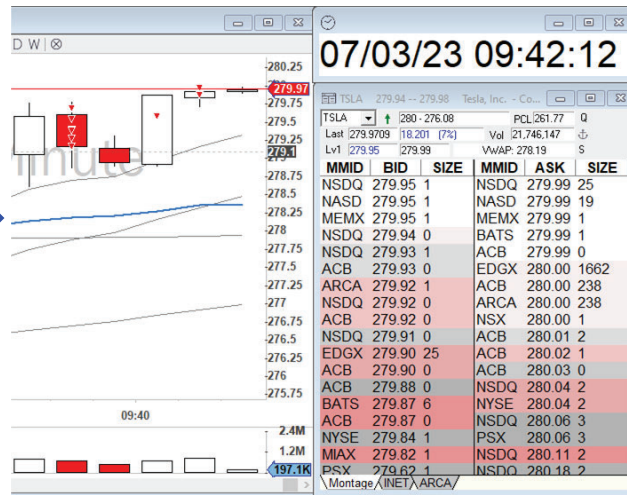 D W
07/03/23 09:42:12
280.25
279.97
279.75
279.5
279.25
279.1
278.75
278.5
278.25
278
277.75
277.5
277.25
277
276.75
276.5
276.25
276
275.75
09:40
2.4M
1.2M
197.1K
TSLA 279.94 -- 279.98 Tesla, Inc. - Co...
TSLA 280 - 276.08 PCL 261.77 Q
Last 279.9709 18.201 (7%) Vol 21,746,147
Lv1 279.95 279.99 VWAP: 278.19 S
MMID BID SIZE MMID ASK SIZE
NSDQ 279.95 1 NSDQ 279.99 25
NASD 279.95 1 NASD 279.99 19
MEMX 279.95 1 MEMX 279.99 1
NSDQ 279.94 0 BATS 279.99 1
NSDQ 279.93 1 ACB 279.99 0
ACB 279.93 0 EDGX 280.00 1662
ARCA 279.92 1 ACB 280.00 238
NSDQ 279.92 0 ARCA 280.00 238
ACB 279.92 0 NSX 280.00 1
NSDQ 279.91 0 ACB 280.01 2
EDGX 279.90 25 ACB 280.02 1
ACB 279.90 0 ACB 280.03 0
ACB 279.88 0 NSDQ 280.04 2
BATS 279.87 6 NYSE 280.04 2
ACB 279.87 0 NSDQ 280.06 3
NYSE 279.84 1 PSX 280.06 3
MIAX 279.82 1 NSDQ 280.11 2
PSX 279.62 1 NSDQ 280.18 2
Montage INET ARCA